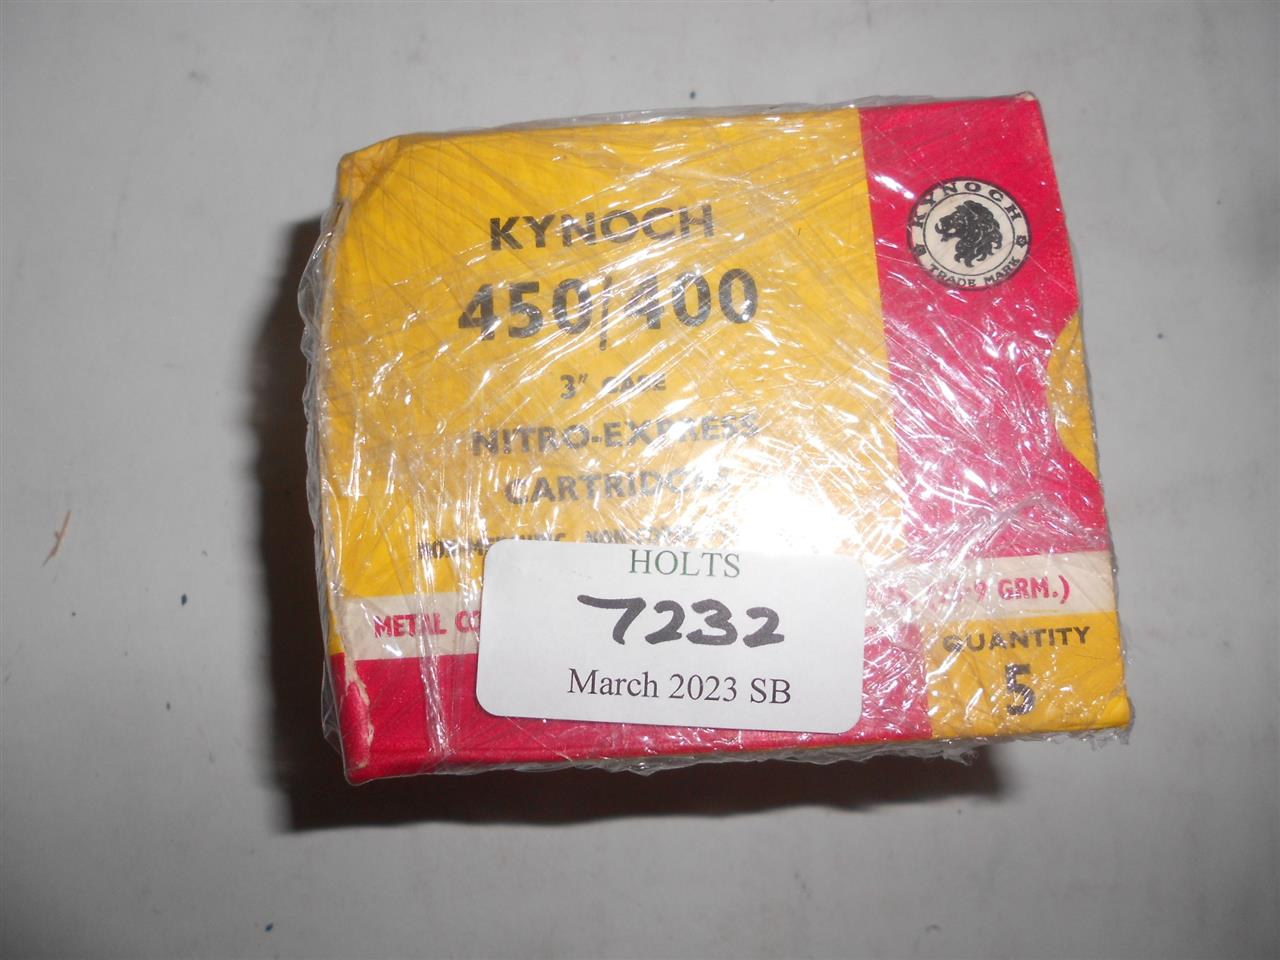 KYNOCH
450/400
3" CASE
NITRO-EXPRESS
CARTRIDGES
KYNOCH
TRADE MARK
METAL
9 GRM.)
QUANTITY
5
HOLTS
7232
March 2023 SB